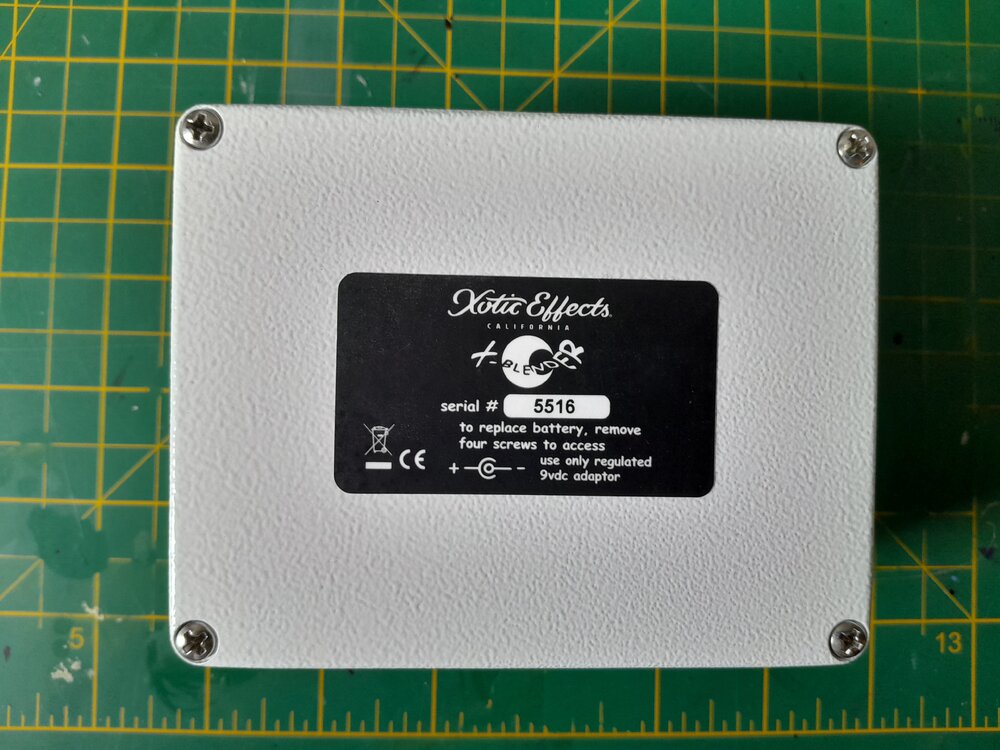 Xotic Effects
CALIFORNIA
+- BLENDER
serial # 5516
to replace battery, remove
four screws to access
use only regulated
9vdc adaptor
CE
+ -
5
13